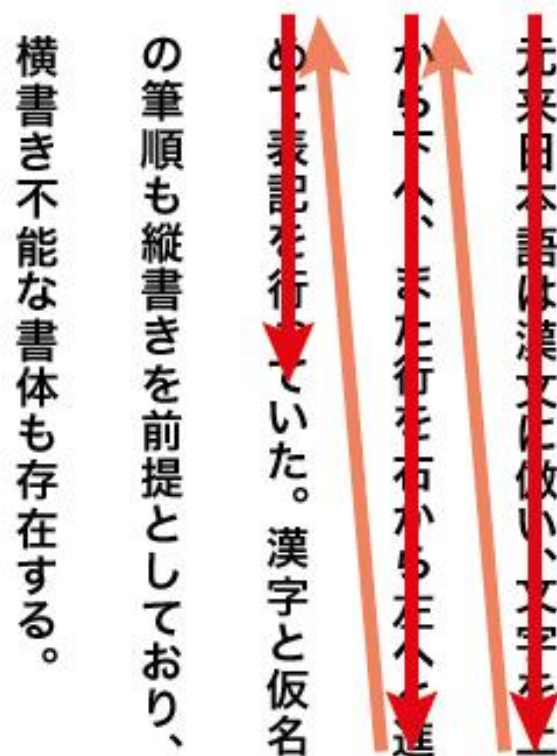 元来日本語は漢文に倣い、文字を上
から下へ、また行を右から左へと進
めて表記を行っていた。漢字と仮名
の筆順も縦書きを前提としており、
横書き不能な書体も存在する。